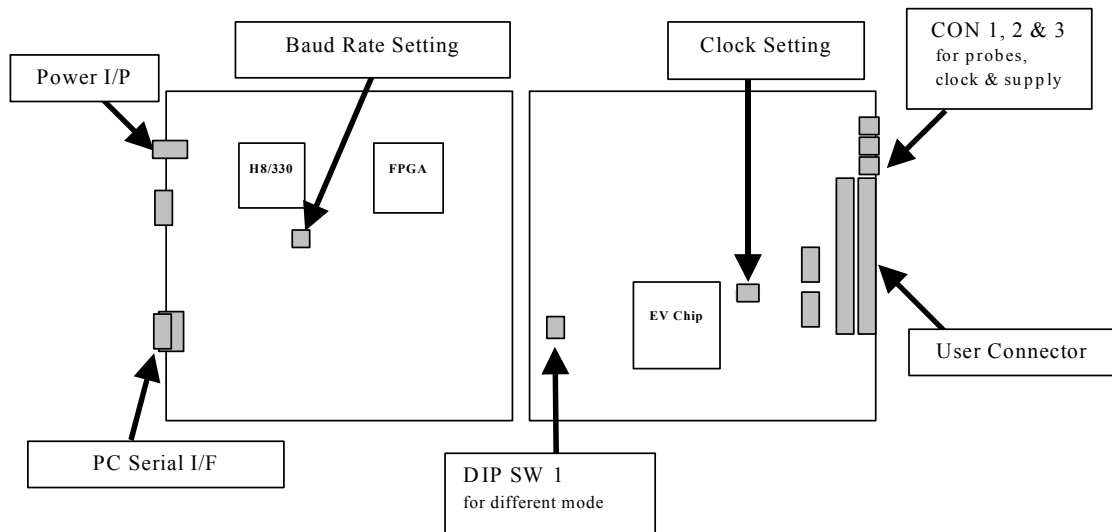 Baud Rate Setting
Clock Setting
CON 1, 2 & 3
for probes,
clock & supply
Power I/P
H8/330
FPGA
EV Chip
User Connector
PC Serial I/F
DIP SW 1
for different mode